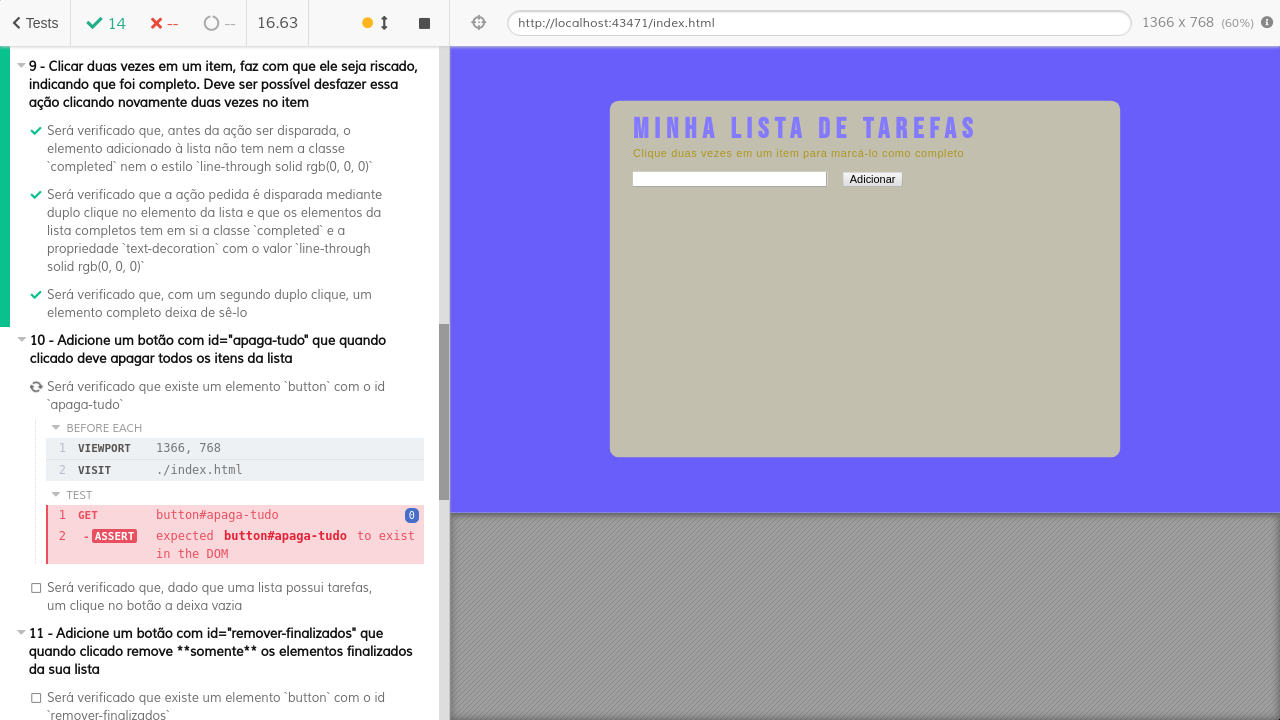 Tests
14
--
--
16.63
http://localhost:43471/index.html
1366 x 768 (60%)
9 - Clicar duas vezes em um item, faz com que ele seja riscado,
indicando que foi completo. Deve ser possível desfazer essa
ação clicando novamente duas vezes no item
Será verificado que, antes da ação ser disparada, o
elemento adicionado à lista não tem nem a classe
`completed` nem o estilo `line-through solid rgb(0, 0, 0)`
Será verificado que a ação pedida é disparada mediante
duplo clique no elemento da lista e que os elementos da
lista completos tem em si a classe `completed` e a
propriedade `text-decoration` com o valor `line-through
solid rgb(0, 0, 0)`
Será verificado que, com um segundo duplo clique, um
elemento completo deixa de sê-lo
10 - Adicione um botão com id="apaga-tudo" que quando
clicado deve apagar todos os itens da lista
Será verificado que existe um elemento `button` com o id
`apaga-tudo`
BEFORE EACH
1 VIEWPORT 1366, 768
2 VISIT ./index.html
TEST
1 GET button#apaga-tudo 0
2 -ASSERT expected button#apaga-tudo to exist
in the DOM
Será verificado que, dado que uma lista possui tarefas,
um clique no botão a deixa vazia
11 - Adicione um botão com id="remover-finalizados" que
quando clicado remove **somente** os elementos finalizados
da sua lista
Será verificado que existe um elemento `button` com o id
`remover-finalizados`
MINHA LISTA DE TAREFAS
Clique duas vezes em um item para marcá-lo como completo
Adicionar